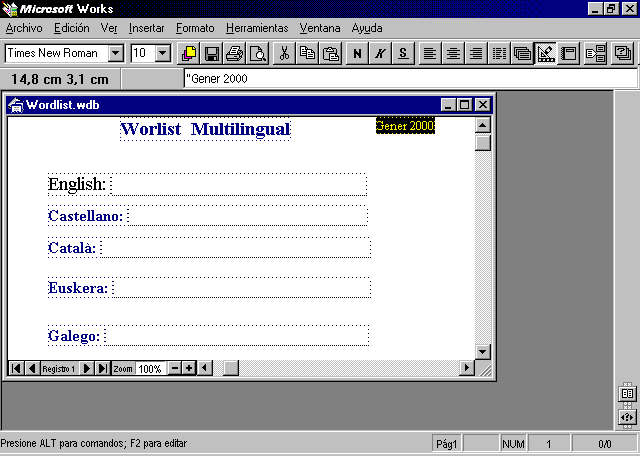 Microsoft Works
Archivo Edición Ver Insertar Formato Herramientas Ventana Ayuda
Times New Roman 10 N K S
14,8 cm 3,1 cm "Gener 2000
Wordlist.wdb
Worlist Multilingual Gener 2000
English:
Castellano:
Català:
Euskera:
Galego:
Registro 1 Zoom 100%
Presione ALT para comandos; F2 para editar Pág1 NUM 1 0/0